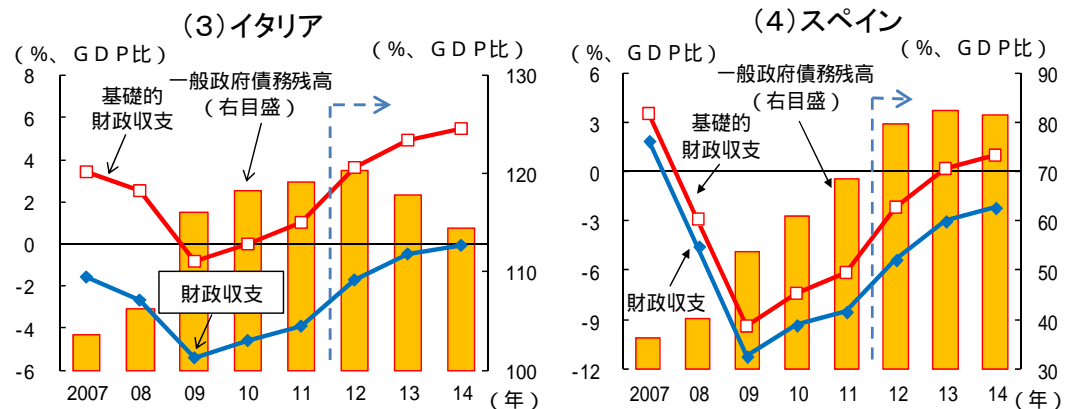 （３）イタリア
（%、ＧＤＰ比）
（%、ＧＤＰ比）
8
6
4
2
0
-2
-4
-6
130
120
110
100
基礎的
財政収支
一般政府債務残高
（右目盛）
財政収支
2007 08 09 10 11 12 13 14
（年）
（４）スペイン
（%、ＧＤＰ比）
（%、ＧＤＰ比）
6
3
0
-3
-6
-9
-12
90
80
70
60
50
40
30
一般政府債務残高
（右目盛）
基礎的
財政収支
財政収支
2007 08 09 10 11 12 13 14
（年）